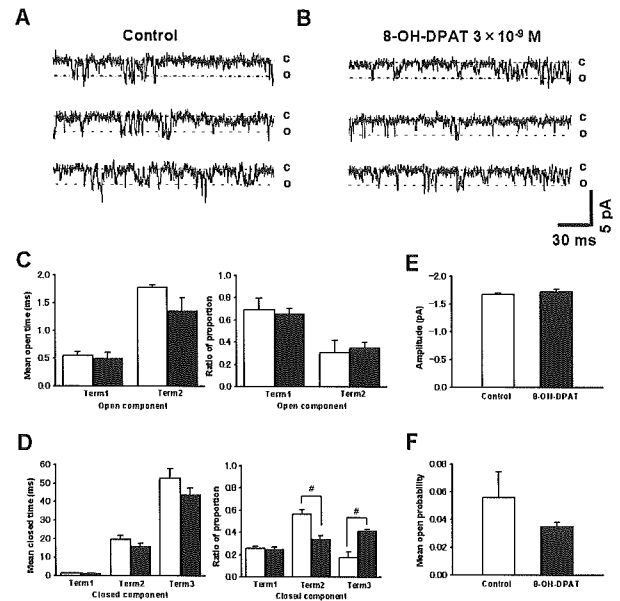 A
Control
B
8-OH-DPAT 3 × 10⁻⁹ M
C
O
C
O
C
O
C
O
C
O
C
O
5 pA
30 ms
C
Mean open time (ms)
2.0
1.5
1.0
0.5
0.0
Term1 Term2
Open component
Ratio of proportion
1.0
0.8
0.6
0.4
0.2
0.0
Term1 Term2
Open component
E
Amplitude (pA)
-2.0
-1.5
-1.0
-0.5
0.0
Control 8-OH-DPAT
D
Mean closed time (ms)
60
50
40
30
20
10
0
Term1 Term2 Term3
Closed component
Ratio of proportion
1.0
0.8
0.6
0.4
0.2
0.0
# #
Term1 Term2 Term3
Closed component
F
Mean open probability
0.08
0.06
0.04
0.02
0.00
Control 8-OH-DPAT